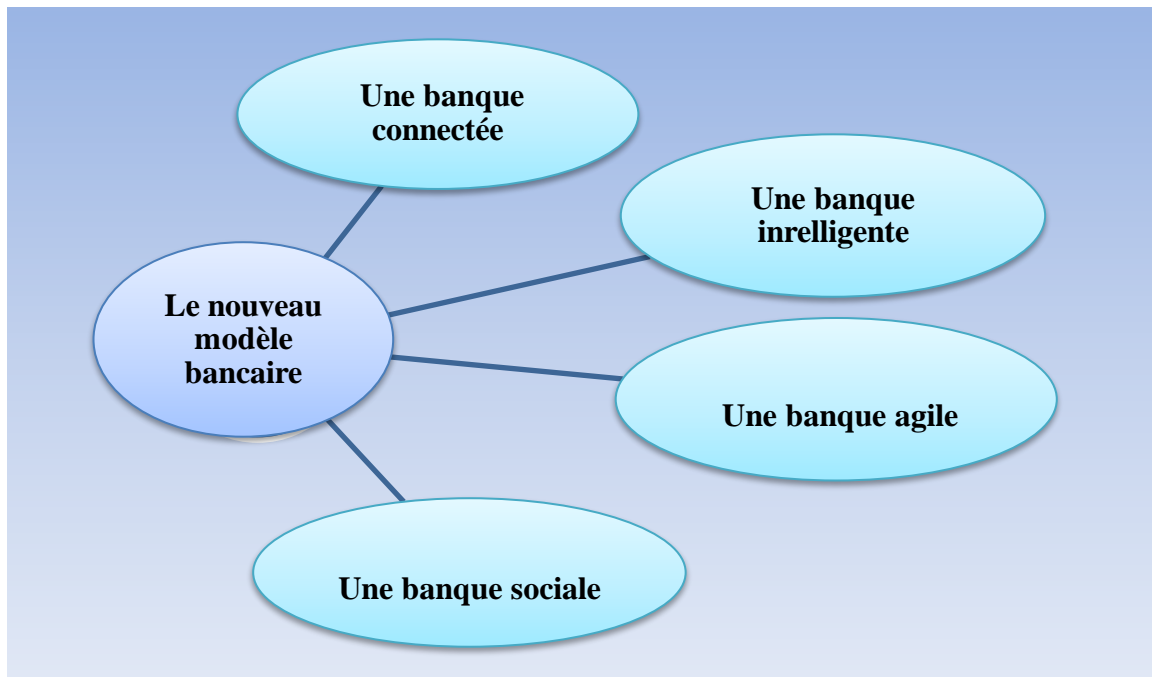 Une banque
connectée
Une banque
inrelligente
Le nouveau
modèle
bancaire
Une banque agile
Une banque sociale